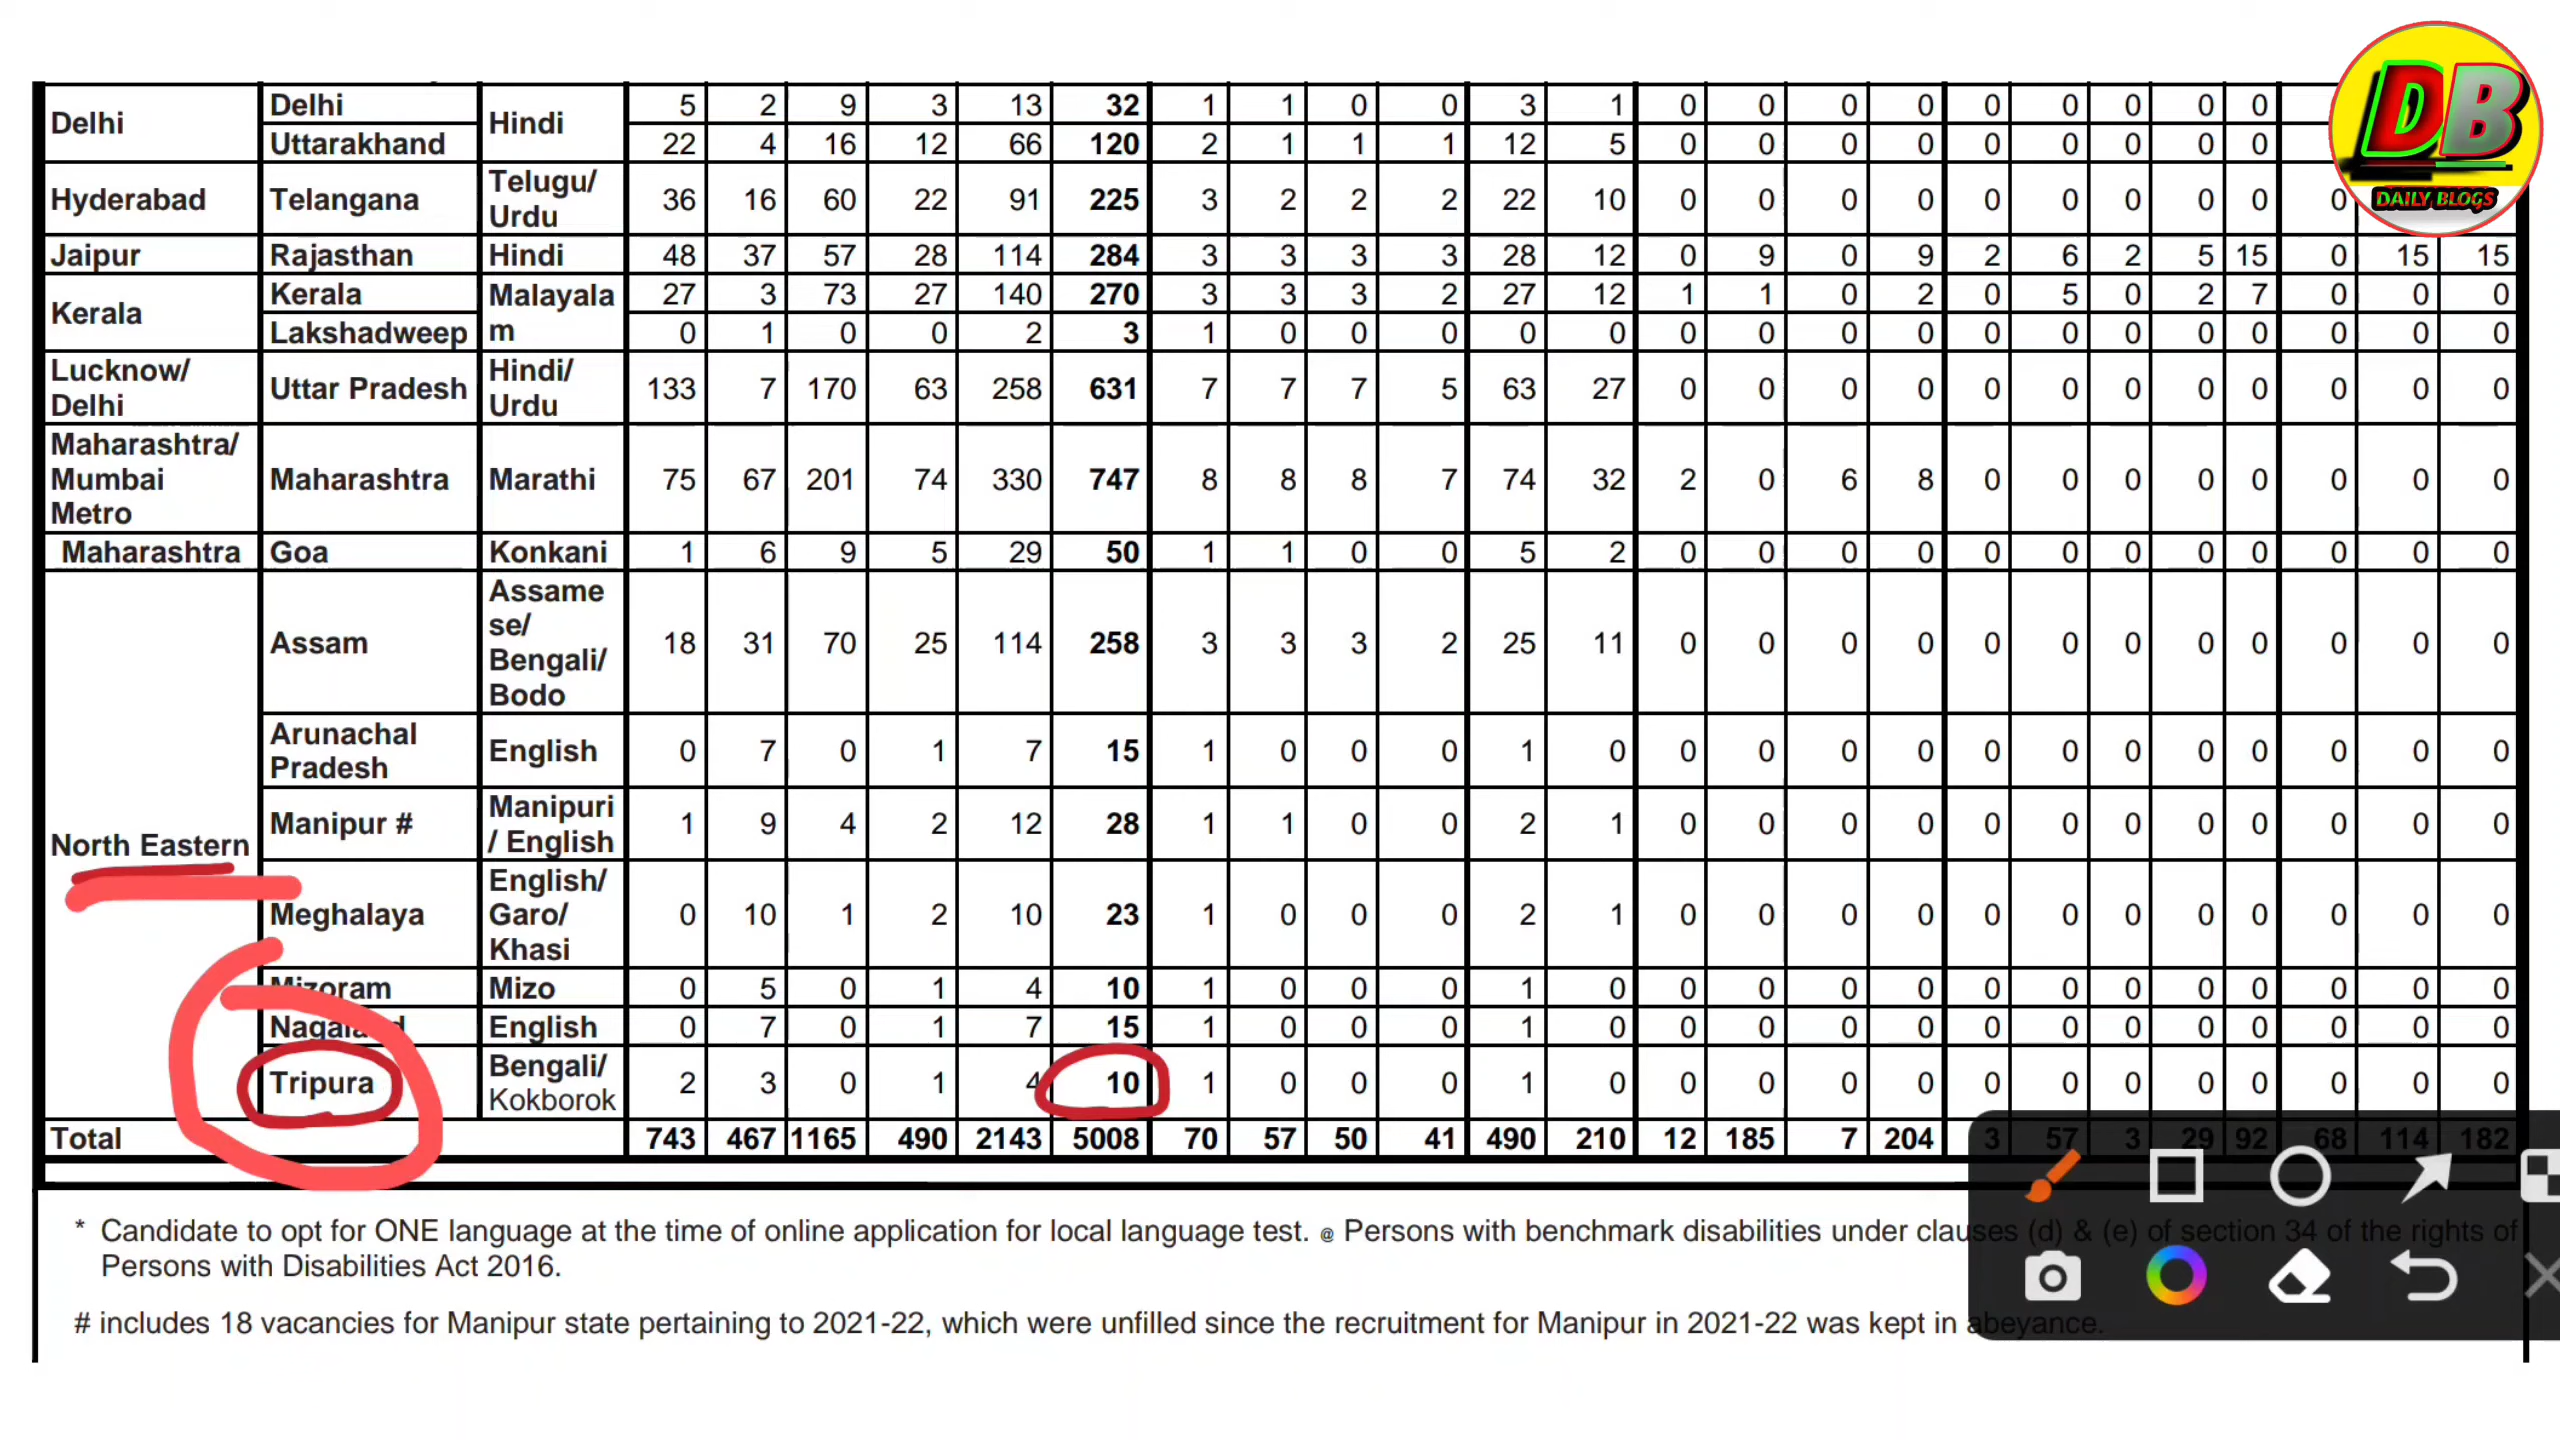 DB
DAILY BLOGS
Delhi Delhi Hindi 5 2 9 3 13 32 1 1 0 0 3 1 0 0 0 0 0 0 0 0 0
Uttarakhand 22 4 16 12 66 120 2 1 1 1 12 5 0 0 0 0 0 0 0 0 0
Hyderabad Telangana Telugu/
Urdu 36 16 60 22 91 225 3 2 2 2 22 10 0 0 0 0 0 0 0 0 0 0
Jaipur Rajasthan Hindi 48 37 57 28 114 284 3 3 3 3 28 12 0 9 0 9 2 6 2 5 15 0 15 15
Kerala Kerala Malayala
m 27 3 73 27 140 270 3 3 3 2 27 12 1 1 0 2 0 5 0 2 7 0 0 0
Lakshadweep 0 1 0 0 2 3 1 0 0 0 0 0 0 0 0 0 0 0 0 0 0 0 0 0
Lucknow/
Delhi Uttar Pradesh Hindi/
Urdu 133 7 170 63 258 631 7 7 7 5 63 27 0 0 0 0 0 0 0 0 0 0 0 0
Maharashtra/
Mumbai
Metro Maharashtra Marathi 75 67 201 74 330 747 8 8 8 7 74 32 2 0 6 8 0 0 0 0 0 0 0 0
Maharashtra Goa Konkani 1 6 9 5 29 50 1 1 0 0 5 2 0 0 0 0 0 0 0 0 0 0 0 0
North Eastern
Assam Assame
se/
Bengali/
Bodo 18 31 70 25 114 258 3 3 3 2 25 11 0 0 0 0 0 0 0 0 0 0 0 0
Arunachal
Pradesh English 0 7 0 1 7 15 1 0 0 0 1 0 0 0 0 0 0 0 0 0 0 0 0 0
Manipur # Manipuri
/ English 1 9 4 2 12 28 1 1 0 0 2 1 0 0 0 0 0 0 0 0 0 0 0 0
Meghalaya English/
Garo/
Khasi 0 10 1 2 10 23 1 0 0 0 2 1 0 0 0 0 0 0 0 0 0 0 0 0
Mizoram Mizo 0 5 0 1 4 10 1 0 0 0 1 0 0 0 0 0 0 0 0 0 0 0 0 0
Nagaland English 0 7 0 1 7 15 1 0 0 0 1 0 0 0 0 0 0 0 0 0 0 0 0 0
Tripura Bengali/
Kokborok 2 3 0 1 4 10 1 0 0 0 1 0 0 0 0 0 0 0 0 0 0 0 0 0
Total 743 467 1165 490 2143 5008 70 57 50 41 490 210 12 185 7 204 3 57 3 29 92 68 114 182
* Candidate to opt for ONE language at the time of online application for local language test. @ Persons with benchmark disabilities under clauses (d) & (e) of section 34 of the rights of
Persons with Disabilities Act 2016.
# includes 18 vacancies for Manipur state pertaining to 2021-22, which were unfilled since the recruitment for Manipur in 2021-22 was kept in abeyance.